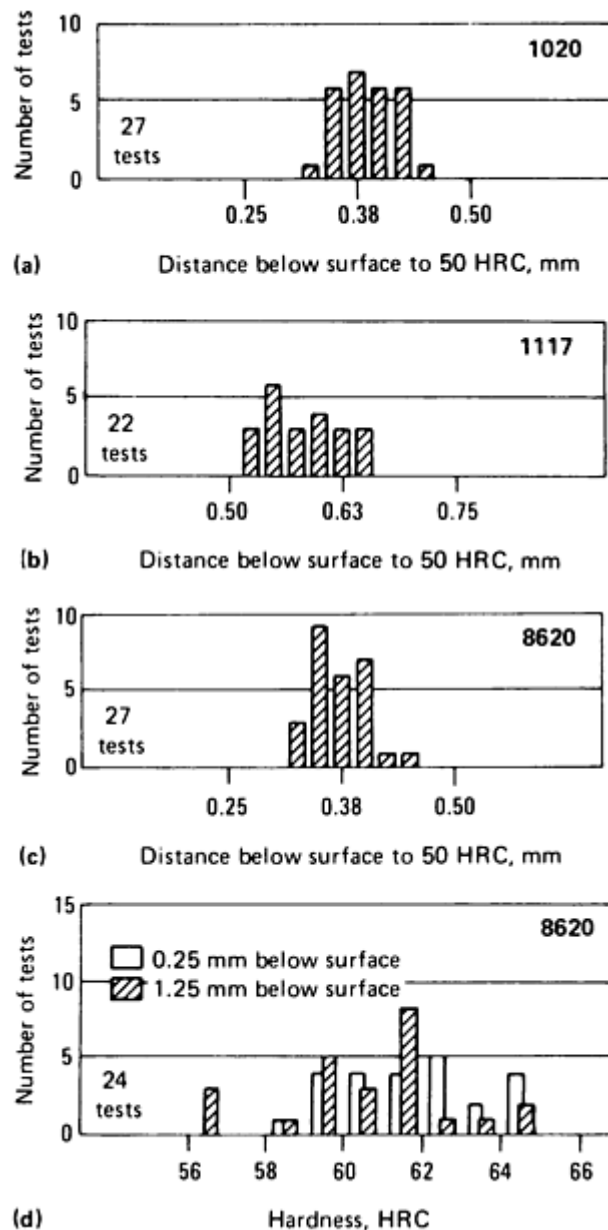 10
1020
Number of tests
5
27
tests
0
0.25 0.38 0.50
(a) Distance below surface to 50 HRC, mm
10
1117
Number of tests
5
22
tests
0
0.50 0.63 0.75
(b) Distance below surface to 50 HRC, mm
10
8620
Number of tests
5
27
tests
0
0.25 0.38 0.50
(c) Distance below surface to 50 HRC, mm
15
8620
Number of tests
0.25 mm below surface
10
1.25 mm below surface
5
24
tests
0
56 58 60 62 64 66
(d) Hardness, HRC